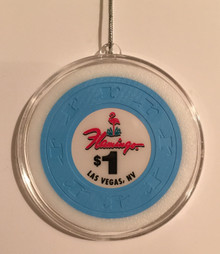 Flamingo
$1
LAS VEGAS, NV